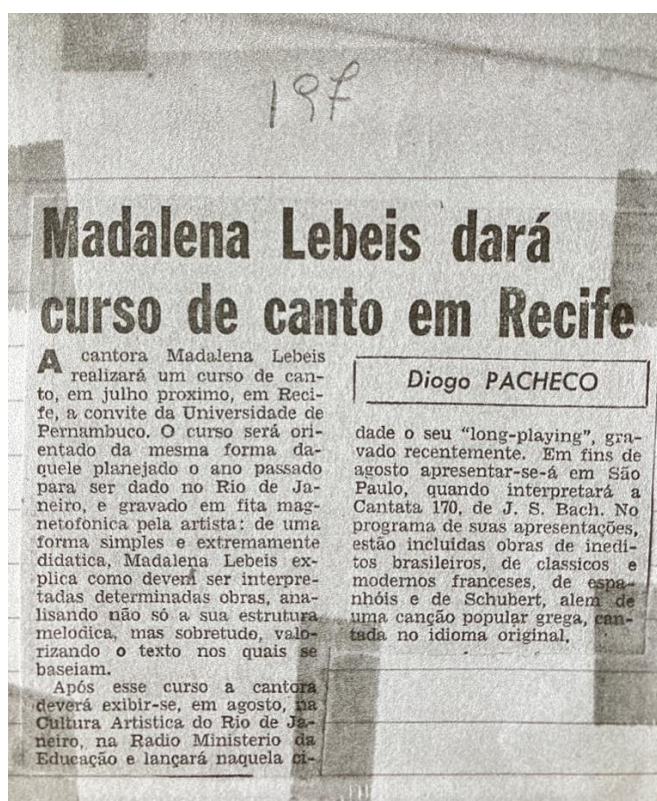 197
Madalena Lebeis dará
curso de canto em Recife
A cantora Madalena Lebeis
realizará um curso de can-
to, em julho proximo, em Reci-
fe, a convite da Universidade de
Pernambuco. O curso será ori-
entado da mesma forma da-
quele planejado o ano passado
para ser dado no Rio de Ja-
neiro, e gravado em fita mag-
netofônica pela artista: de uma
forma simples e extremamente
didatica, Madalena Lebeis ex-
plica como devem ser interpre-
tadas determinadas obras, ana-
lisando não só a sua estrutura
melodica, mas sobretudo, valo-
rizando o texto nos quais se
baseiam.
Após esse curso a cantora
deverá exibir-se, em agosto, na
Cultura Artistica do Rio de Ja-
neiro, na Radio Ministerio da
Educação e lançará naquela ci-
Diogo PACHECO
dade o seu “long-playing”, gra-
vado recentemente. Em fins de
agosto apresentar-se-á em São
Paulo, quando interpretará a
Cantata 170, de J. S. Bach. No
programa de suas apresentações,
estão incluidas obras de inedi-
tos brasileiros, de classicos e
modernos franceses, de espa-
nhóis e de Schubert, alem de
uma canção popular grega, can-
tada no idioma original.